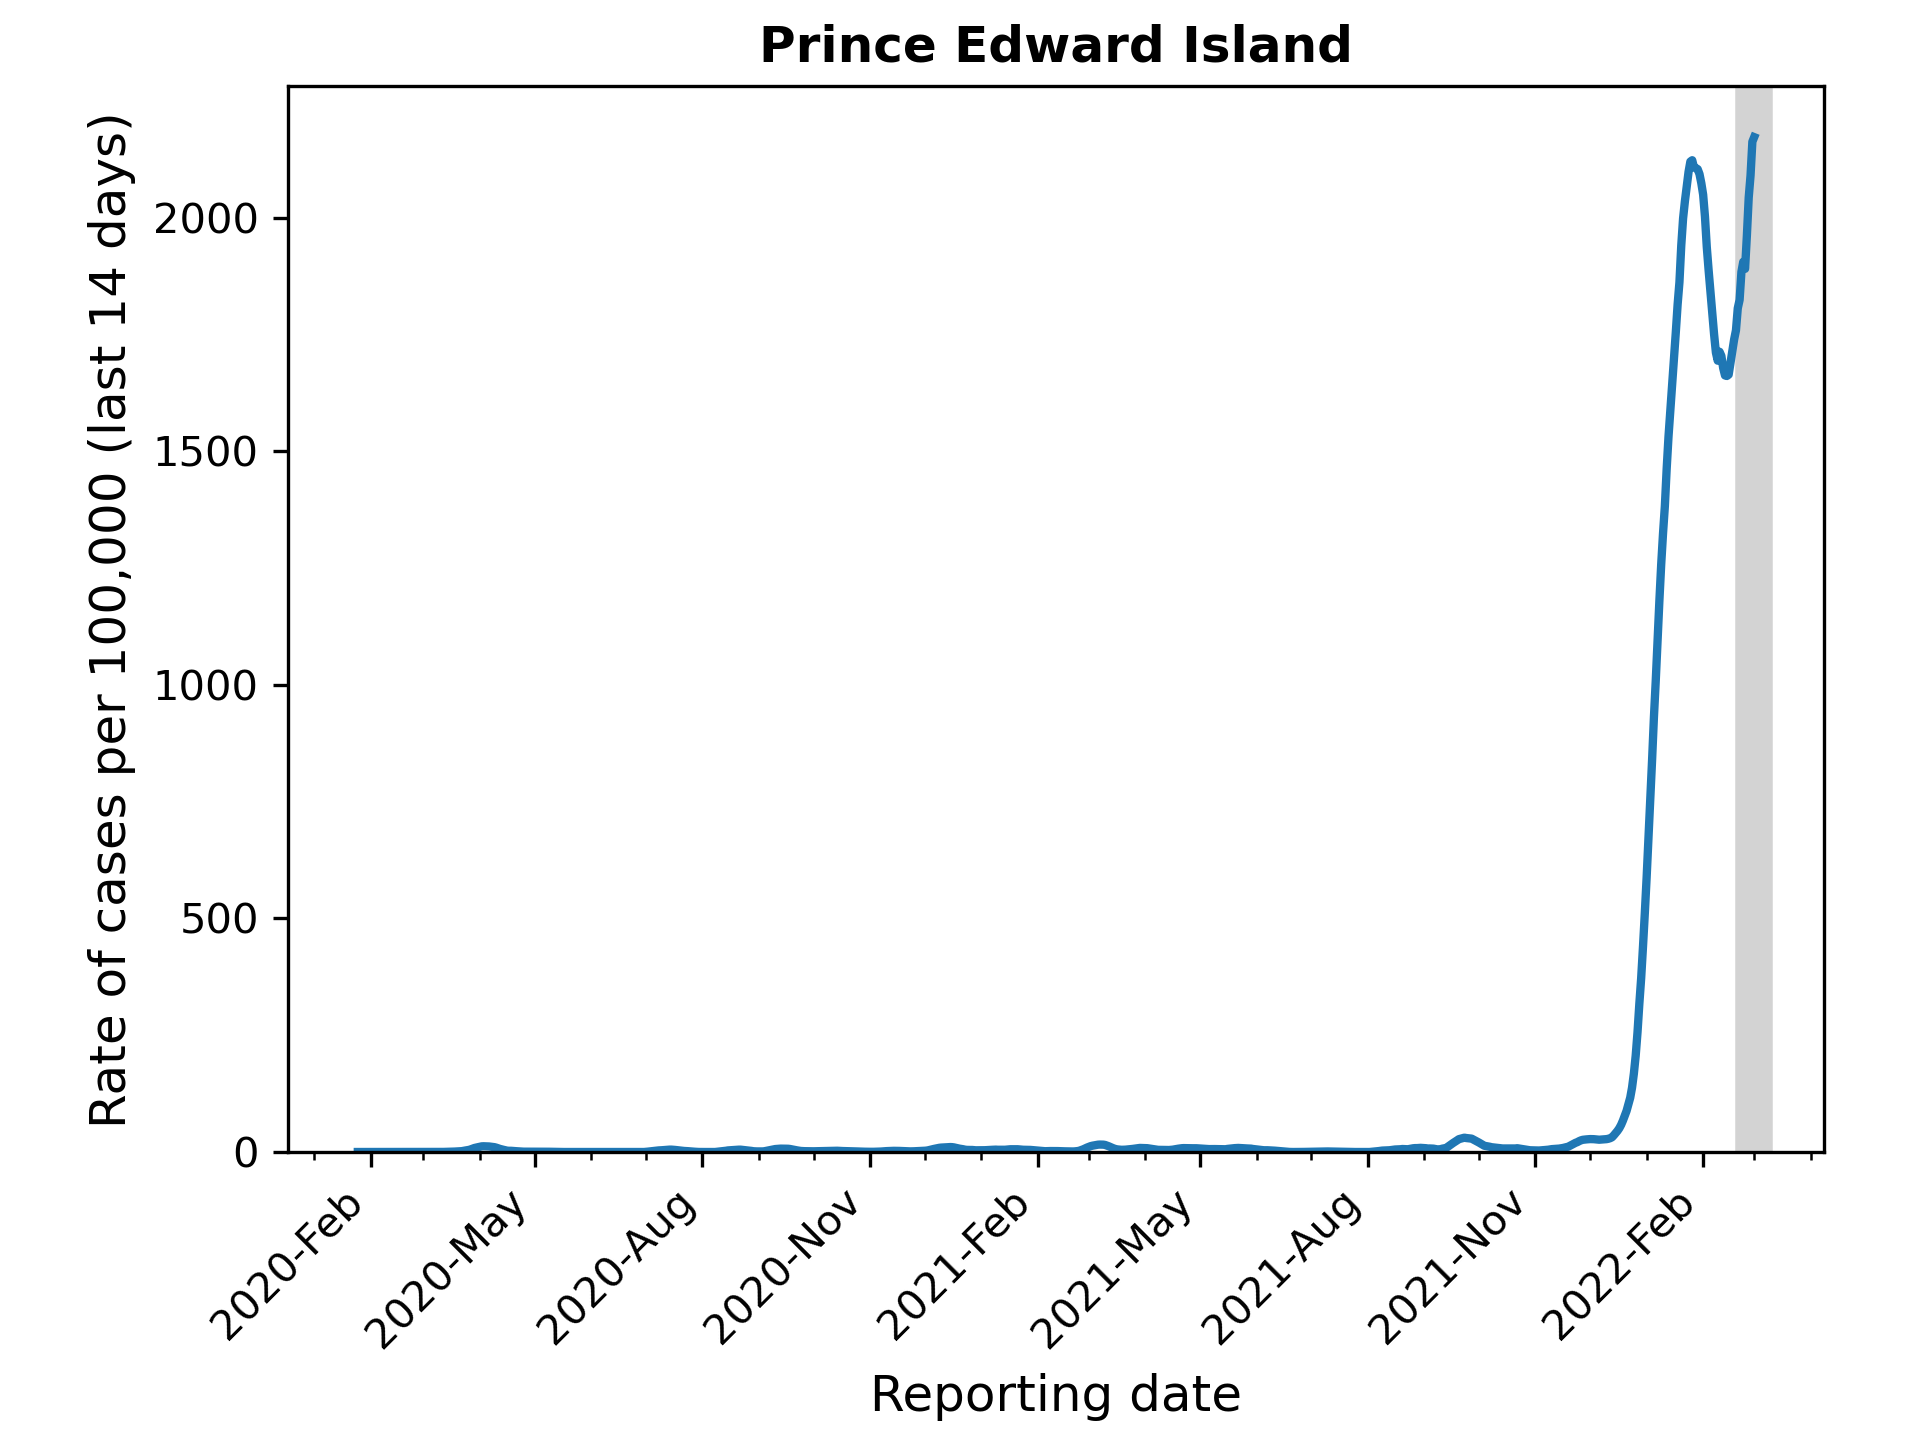 Prince Edward Island
Rate of cases per 100,000 (last 14 days)
2000
1500
1000
500
0
2020-Feb
2020-May
2020-Aug
2020-Nov
2021-Feb
2021-May
2021-Aug
2021-Nov
2022-Feb
Reporting date